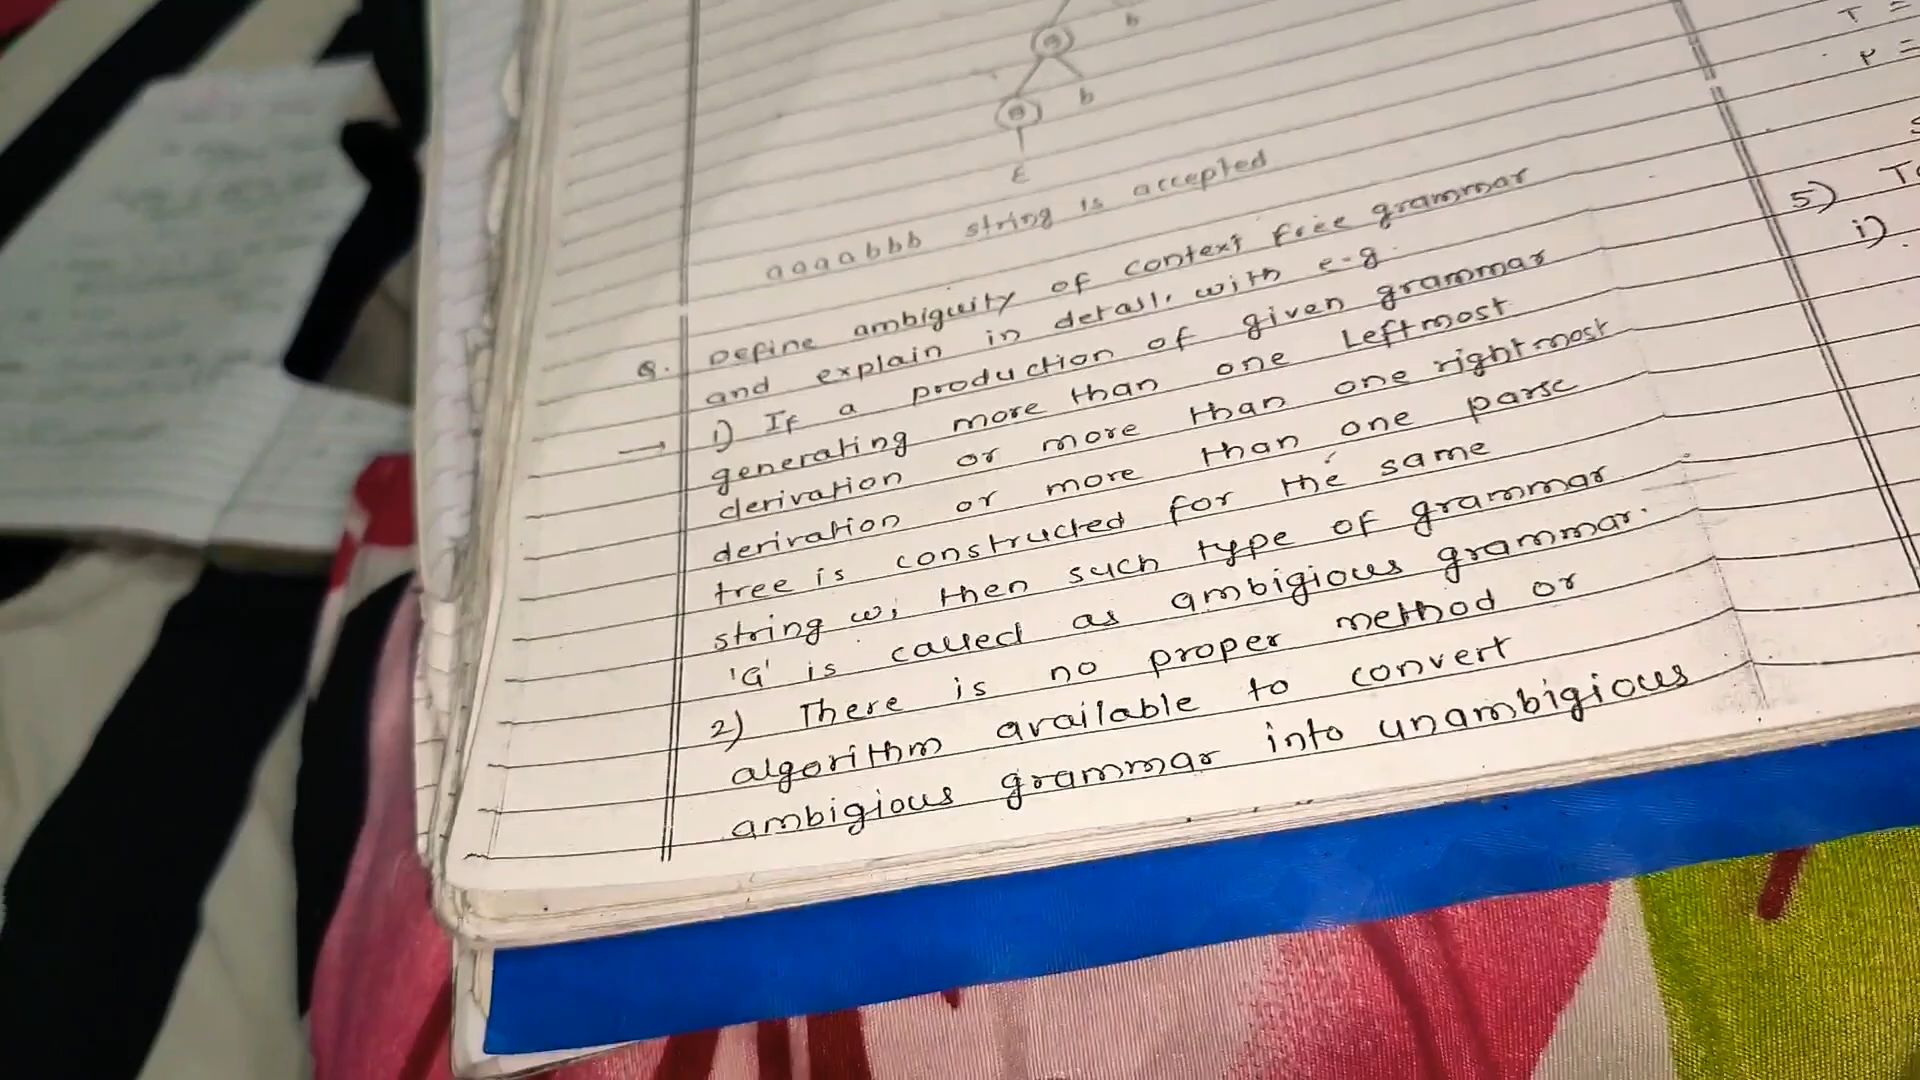 b
b
E
aaaabbb string is accepted
Q. Define ambiguity of context free grammar
and explain in detail. with e-g.
→ 1) If a production of given grammar
generating more than one Leftmost
derivation or more than one rightmost
derivation or more than one parse
tree is constructed for the same
string w, then such type of grammar
'G' is called as ambigious grammar.
2) There is no proper method or
algorithm available to convert
ambigious grammar into unambigious
T =
P =
5)
i)